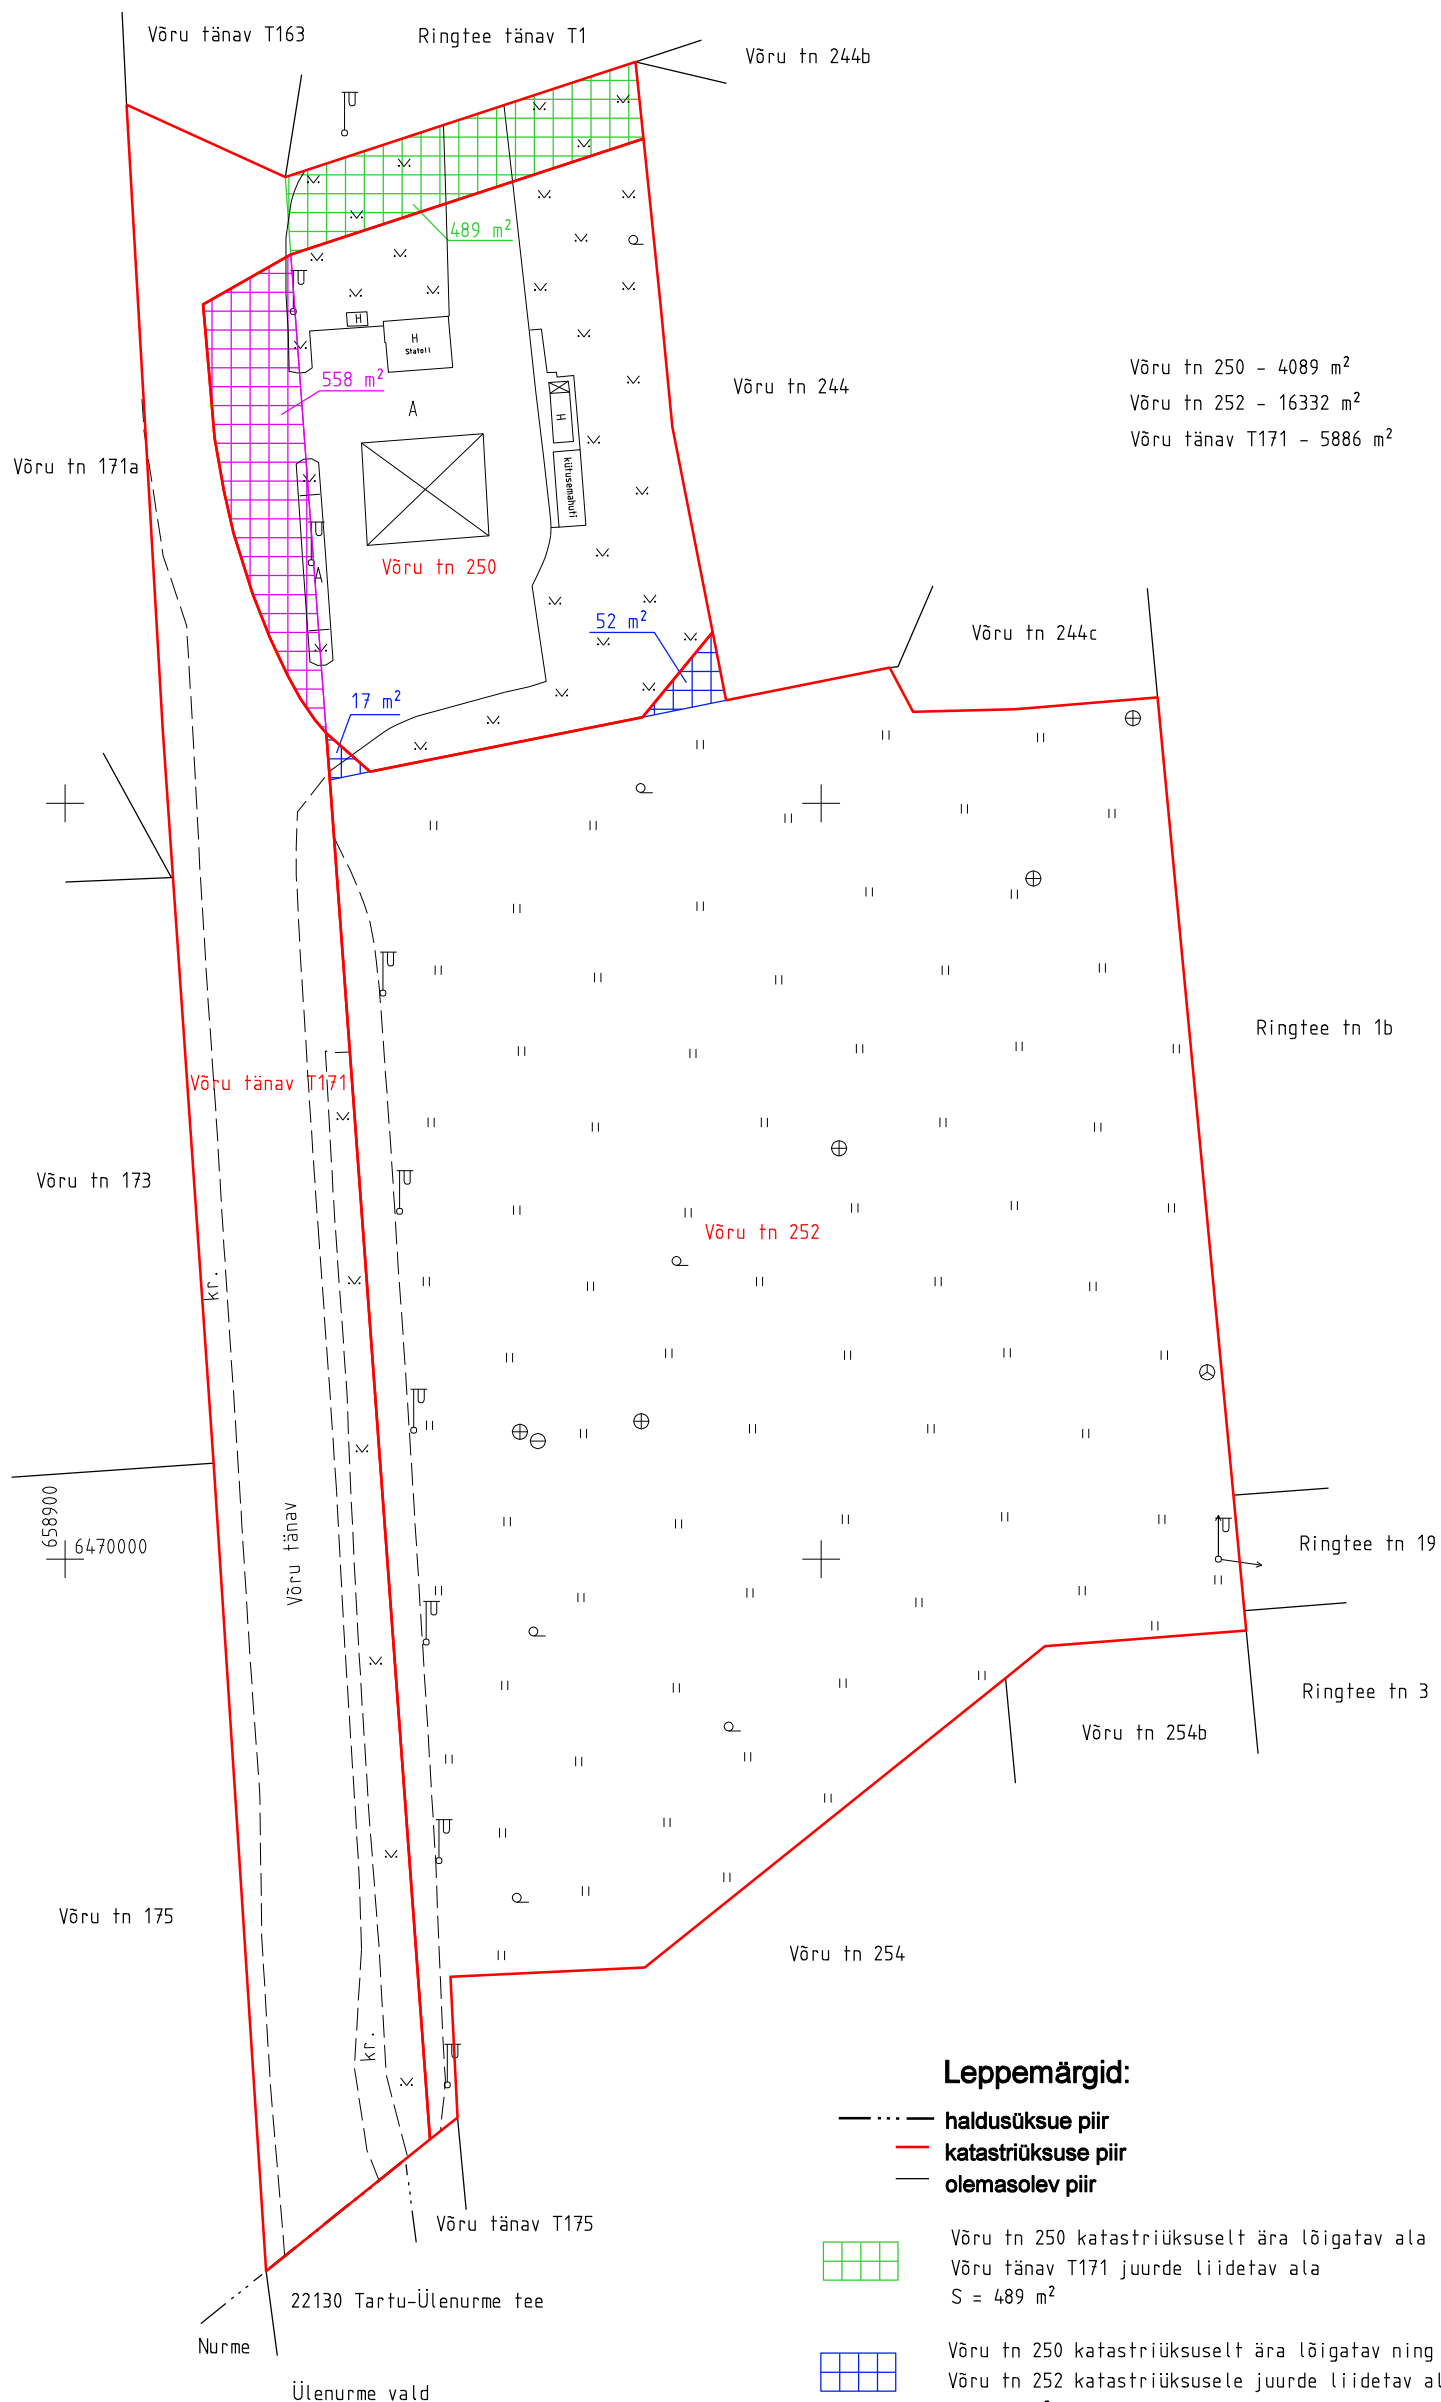 Võru tänav T163
Ringtee tänav T1
Võru tn 244b
489 m²
H
H
Statoil
558 m²
A
H
kütusemahuti
Võru tn 244
Võru tn 250 - 4089 m²
Võru tn 252 - 16332 m²
Võru tänav T171 - 5886 m²
Võru tn 171a
Võru tn 250
A
52 m²
Võru tn 244c
17 m²
Ringtee tn 1b
Võru tänav T171
Võru tn 173
Võru tn 252
kr.
658900
6470000
Võru tänav
Ringtee tn 19
Ringtee tn 3
Võru tn 254b
Võru tn 175
Võru tn 254
kr.
Leppemärgid:
haldusüksue piir
katastriüksuse piir
olemasolev piir
Võru tänav T175
Võru tn 250 katastriüksuselt ära lõigatav ala
Võru tänav T171 juurde liidetav ala
S = 489 m²
22130 Tartu-Ülenurme tee
Nurme
Võru tn 250 katastriüksuselt ära lõigatav ning
Võru tn 252 katastriüksusele juurde liidetav al
Ülenurme vald